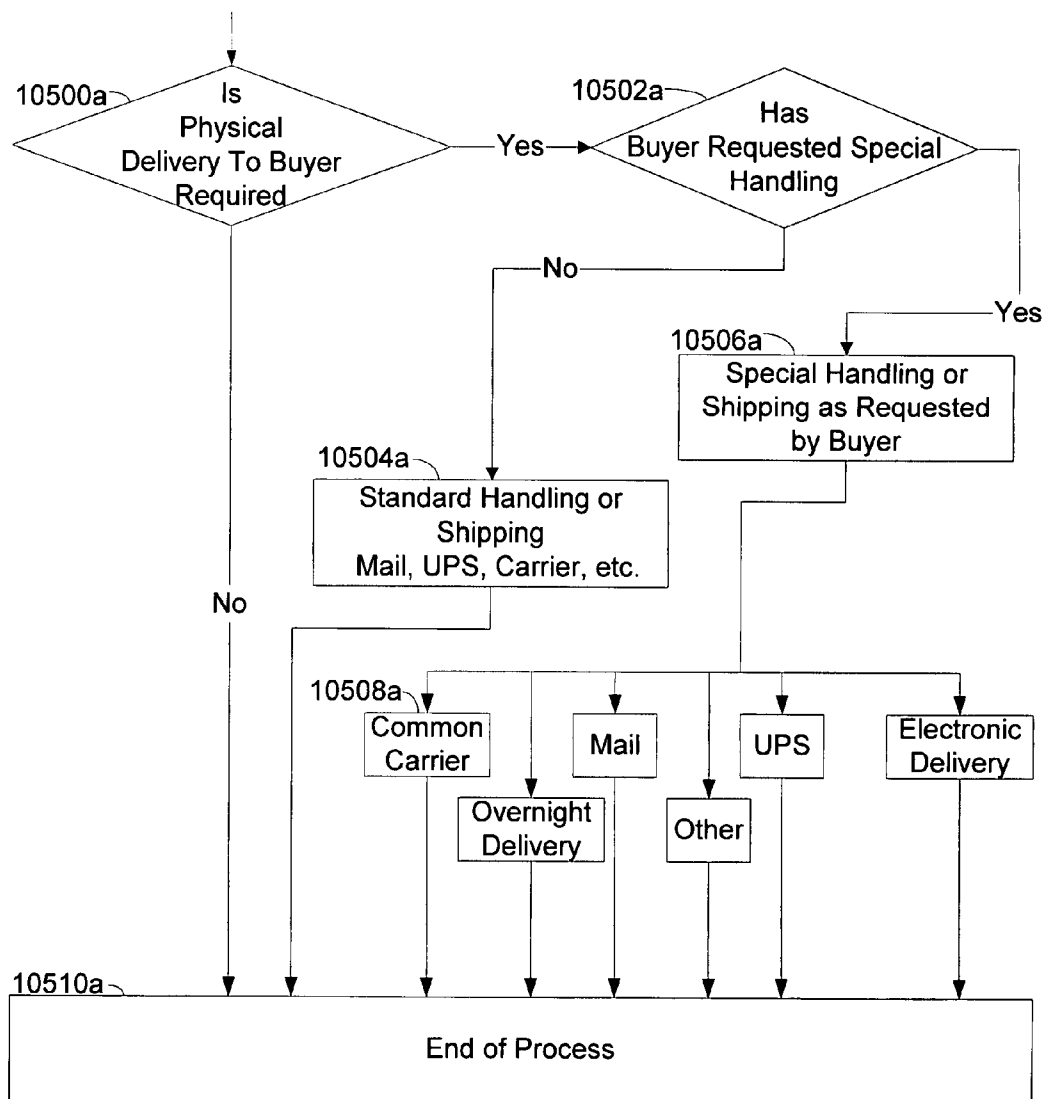 10500a
Is
Physical
Delivery To Buyer
Required
Yes
10502a
Has
Buyer Requested Special
Handling
No
Yes
10506a
Special Handling or
Shipping as Requested
by Buyer
10504a
Standard Handling or
Shipping
Mail, UPS, Carrier, etc.
No
10508a
Common
Carrier
Overnight
Delivery
Mail
Other
UPS
Electronic
Delivery
10510a
End of Process